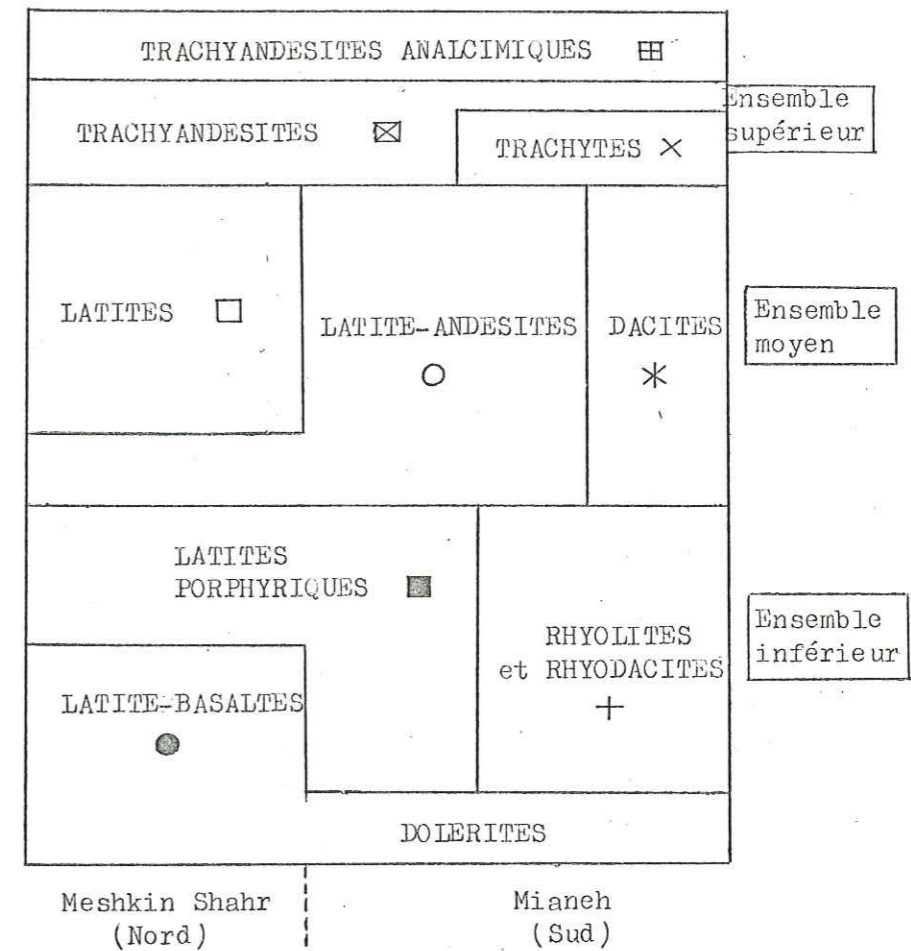 TRACHYANDESITES ANALCIMIQUES
TRACHYANDESITES
TRACHYTES
Ensemble
supérieur
LATITES
LATITE-ANDESITES
DACITES
Ensemble
moyen
LATITES
PORPHYRIQUES
RHYOLITES
et RHYODACITES
Ensemble
inférieur
LATITE-BASALTES
DOLERITES
Meshkin Shahr
(Nord)
Mianeh
(Sud)